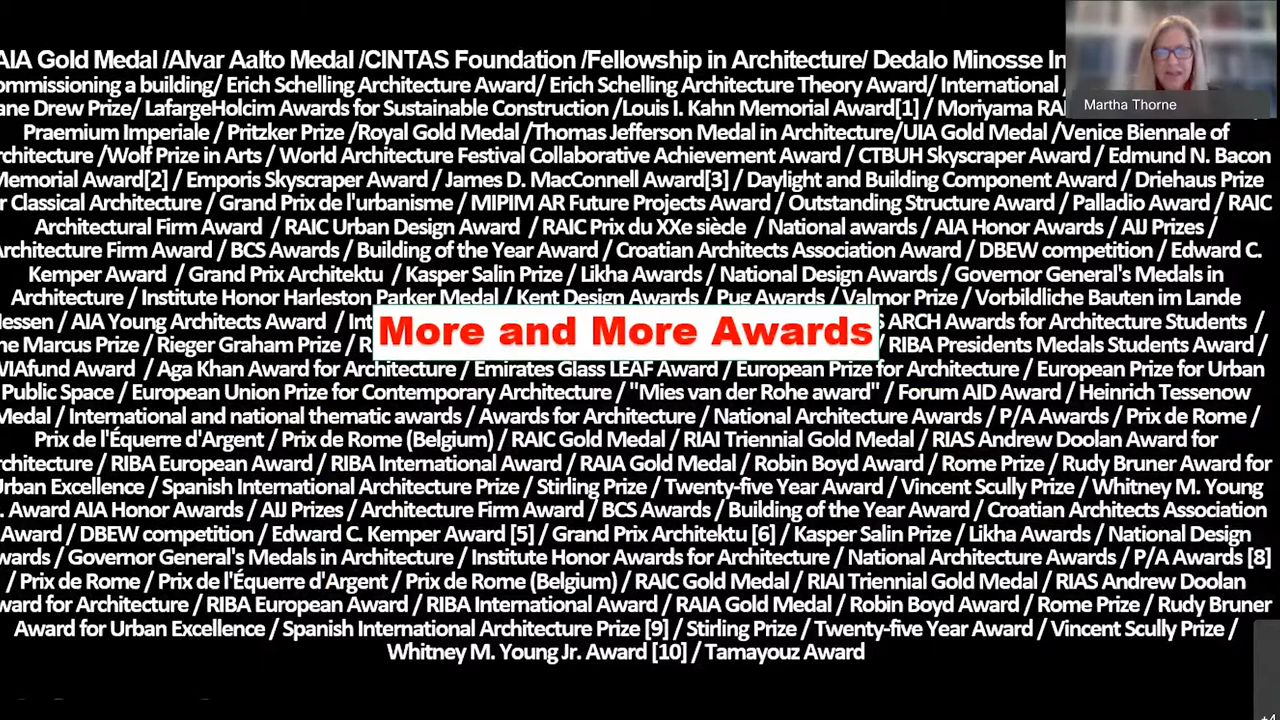 AIA Gold Medal /Alvar Aalto Medal /CINTAS Foundation /Fellowship in Architecture/ Dedalo Minosse In
ommissioning a building/ Erich Schelling Architecture Award/ Erich Schelling Architecture Theory Award/ International /
Martha Thorne
ane Drew Prize/ LafargeHolcim Awards for Sustainable Construction /Louis I. Kahn Memorial Award[1] / Moriyama RAI
Praemium Imperiale / Pritzker Prize /Royal Gold Medal /Thomas Jefferson Medal in Architecture/UIA Gold Medal /Venice Biennale of
rchitecture /Wolf Prize in Arts / World Architecture Festival Collaborative Achievement Award / CTBUH Skyscraper Award / Edmund N. Bacon
Memorial Award[2] / Emporis Skyscraper Award / James D. MacConnell Award[3] / Daylight and Building Component Award / Driehaus Prize
r Classical Architecture / Grand Prix de l'urbanisme / MIPIM AR Future Projects Award / Outstanding Structure Award / Palladio Award / RAIC
Architectural Firm Award / RAIC Urban Design Award / RAIC Prix du XXe siècle / National awards / AIA Honor Awards / AIJ Prizes /
Architecture Firm Award / BCS Awards / Building of the Year Award / Croatian Architects Association Award / DBEW competition / Edward C.
Kemper Award / Grand Prix Architektu / Kasper Salin Prize / Likha Awards / National Design Awards / Governor General's Medals in
Architecture / Institute Honor Harleston Parker Medal / Kent Design Awards / Pug Awards / Valmor Prize / Vorbildliche Bauten im Lande
Hessen / AIA Young Architects Award / Int S ARCH Awards for Architecture Students /
More and More Awards
he Marcus Prize / Rieger Graham Prize / R / RIBA Presidents Medals Students Award /
WIAfund Award / Aga Khan Award for Architecture / Emirates Glass LEAF Award / European Prize for Architecture / European Prize for Urban
Public Space / European Union Prize for Contemporary Architecture / "Mies van der Rohe award" / Forum AID Award / Heinrich Tessenow
Medal / International and national thematic awards / Awards for Architecture / National Architecture Awards / P/A Awards / Prix de Rome /
Prix de l'Équerre d'Argent / Prix de Rome (Belgium) / RAIC Gold Medal / RIAI Triennial Gold Medal / RIAS Andrew Doolan Award for
rchitecture / RIBA European Award / RIBA International Award / RAIA Gold Medal / Robin Boyd Award / Rome Prize / Rudy Bruner Award for
Urban Excellence / Spanish International Architecture Prize / Stirling Prize / Twenty-five Year Award / Vincent Scully Prize / Whitney M. Young
. Award AIA Honor Awards / AIJ Prizes / Architecture Firm Award / BCS Awards / Building of the Year Award / Croatian Architects Association
Award / DBEW competition / Edward C. Kemper Award [5] / Grand Prix Architektu [6] / Kasper Salin Prize / Likha Awards / National Design
wards / Governor General's Medals in Architecture / Institute Honor Awards for Architecture / National Architecture Awards / P/A Awards [8]
/ Prix de Rome / Prix de l'Équerre d'Argent / Prix de Rome (Belgium) / RAIC Gold Medal / RIAI Triennial Gold Medal / RIAS Andrew Doolan
ward for Architecture / RIBA European Award / RIBA International Award / RAIA Gold Medal / Robin Boyd Award / Rome Prize / Rudy Bruner
Award for Urban Excellence / Spanish International Architecture Prize [9] / Stirling Prize / Twenty-five Year Award / Vincent Scully Prize /
Whitney M. Young Jr. Award [10] / Tamayouz Award